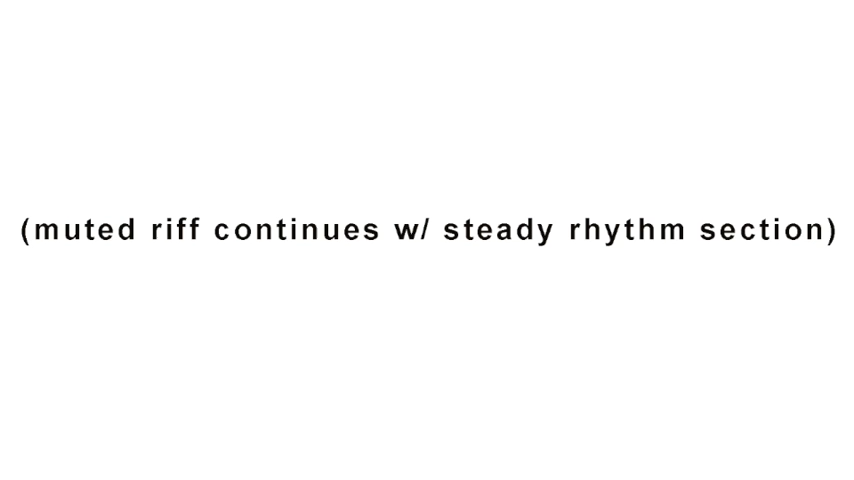 (muted riff continues w/ steady rhythm section)